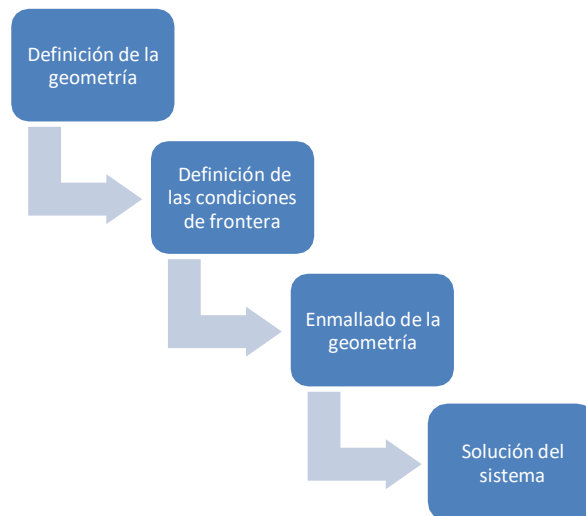 Definición de la
geometría
Definición de
las condiciones
de frontera
Enmallado de la
geometría
Solución del
sistema